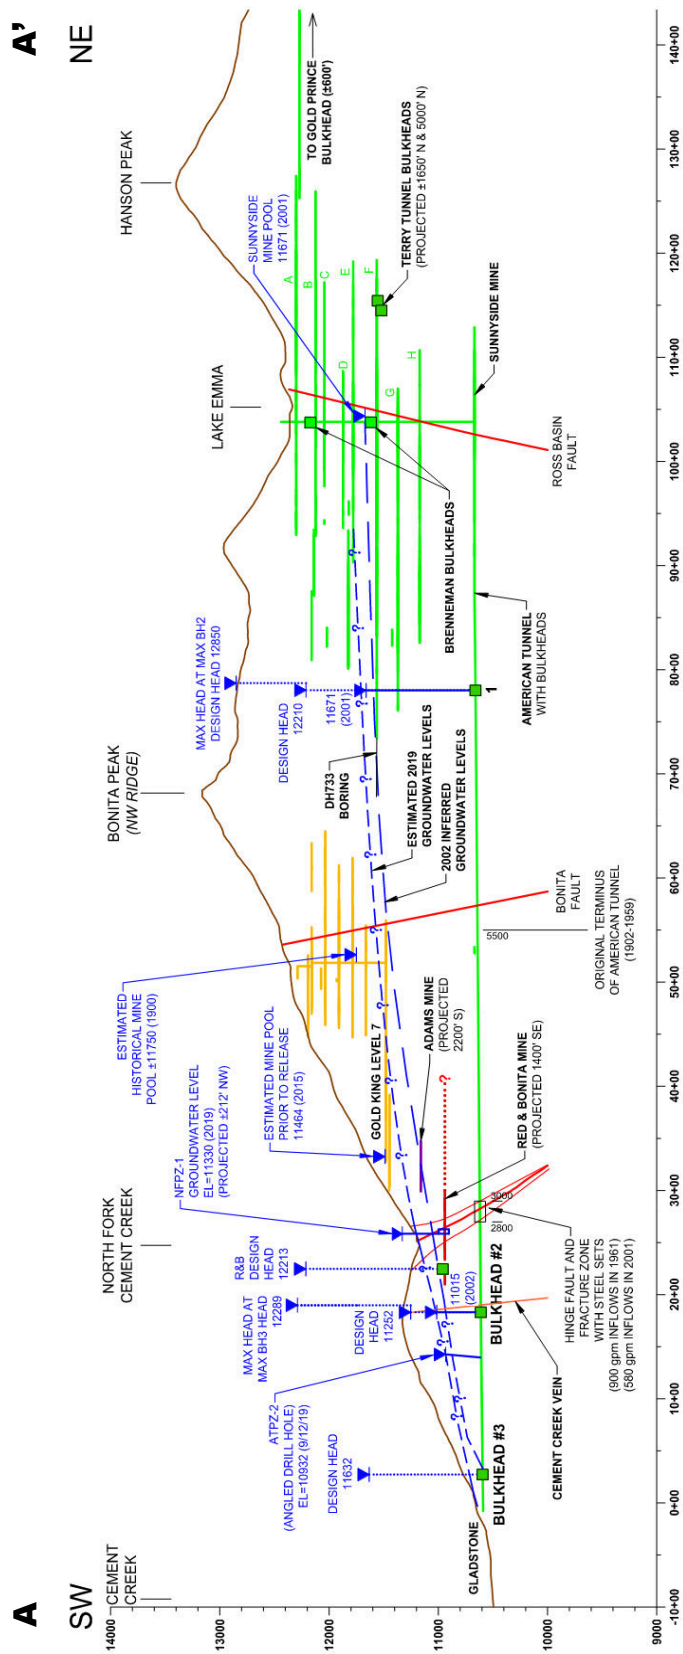 A
A'
SW
NE
CEMENT
CREEK
NORTH FORK
CEMENT CREEK
BONITA PEAK
(NW RIDGE)
LAKE EMMA
HANSON PEAK
14000
12000
11000
10000
9000
MAX HEAD AT
MAX BH3 HEAD
12289
R&B
DESIGN
HEAD
12213
NFPZ-1
GROUNDWATER LEVEL
EL=11330 (2019)
(PROJECTED ±212' NW)
ESTIMATED
HISTORICAL MINE
POOL ±11750 (1900)
ESTIMATED MINE POOL
PRIOR TO RELEASE
11464 (2015)
ATPZ-2
(ANGLED DRILL HOLE)
EL=10932 (9/12/19)
DESIGN HEAD
11632
DESIGN
HEAD
11252
11015
(2002)
MAX HEAD AT MAX BH2
DESIGN HEAD 12850
DESIGN HEAD
12210
11671
(2001)
SUNNYSIDE
MINE POOL
11671 (2001)
A
B
C
D
E
F
G
H
TO GOLD PRINCE
BULKHEAD (±600')
TERRY TUNNEL BULKHEADS
(PROJECTED ±1650' N & 5000' N)
SUNNYSIDE MINE
ROSS BASIN
FAULT
BRENNEMAN BULKHEADS
AMERICAN TUNNEL
WITH BULKHEADS
1
DH733
BORING
ESTIMATED 2019
GROUNDWATER LEVELS
2002 INFERRED
GROUNDWATER LEVELS
GOLD KING LEVEL 7
ADAMS MINE
(PROJECTED
2200' S)
RED & BONITA MINE
(PROJECTED 1400' SE)
BONITA
FAULT
5500
ORIGINAL TERMINUS
OF AMERICAN TUNNEL
(1902-1959)
3000
2800
HINGE FAULT AND
FRACTURE ZONE
WITH STEEL SETS
(900 gpm INFLOWS IN 1961)
(580 gpm INFLOWS IN 2001)
CEMENT CREEK VEIN
BULKHEAD #2
BULKHEAD #3
GLADSTONE
? ? ? ? ? ? ? ? ? ? ? ? ? ? ?
-10+00
0+00
10+00
20+00
30+00
40+00
50+00
60+00
70+00
80+00
90+00
100+00
110+00
120+00
130+00
140+00